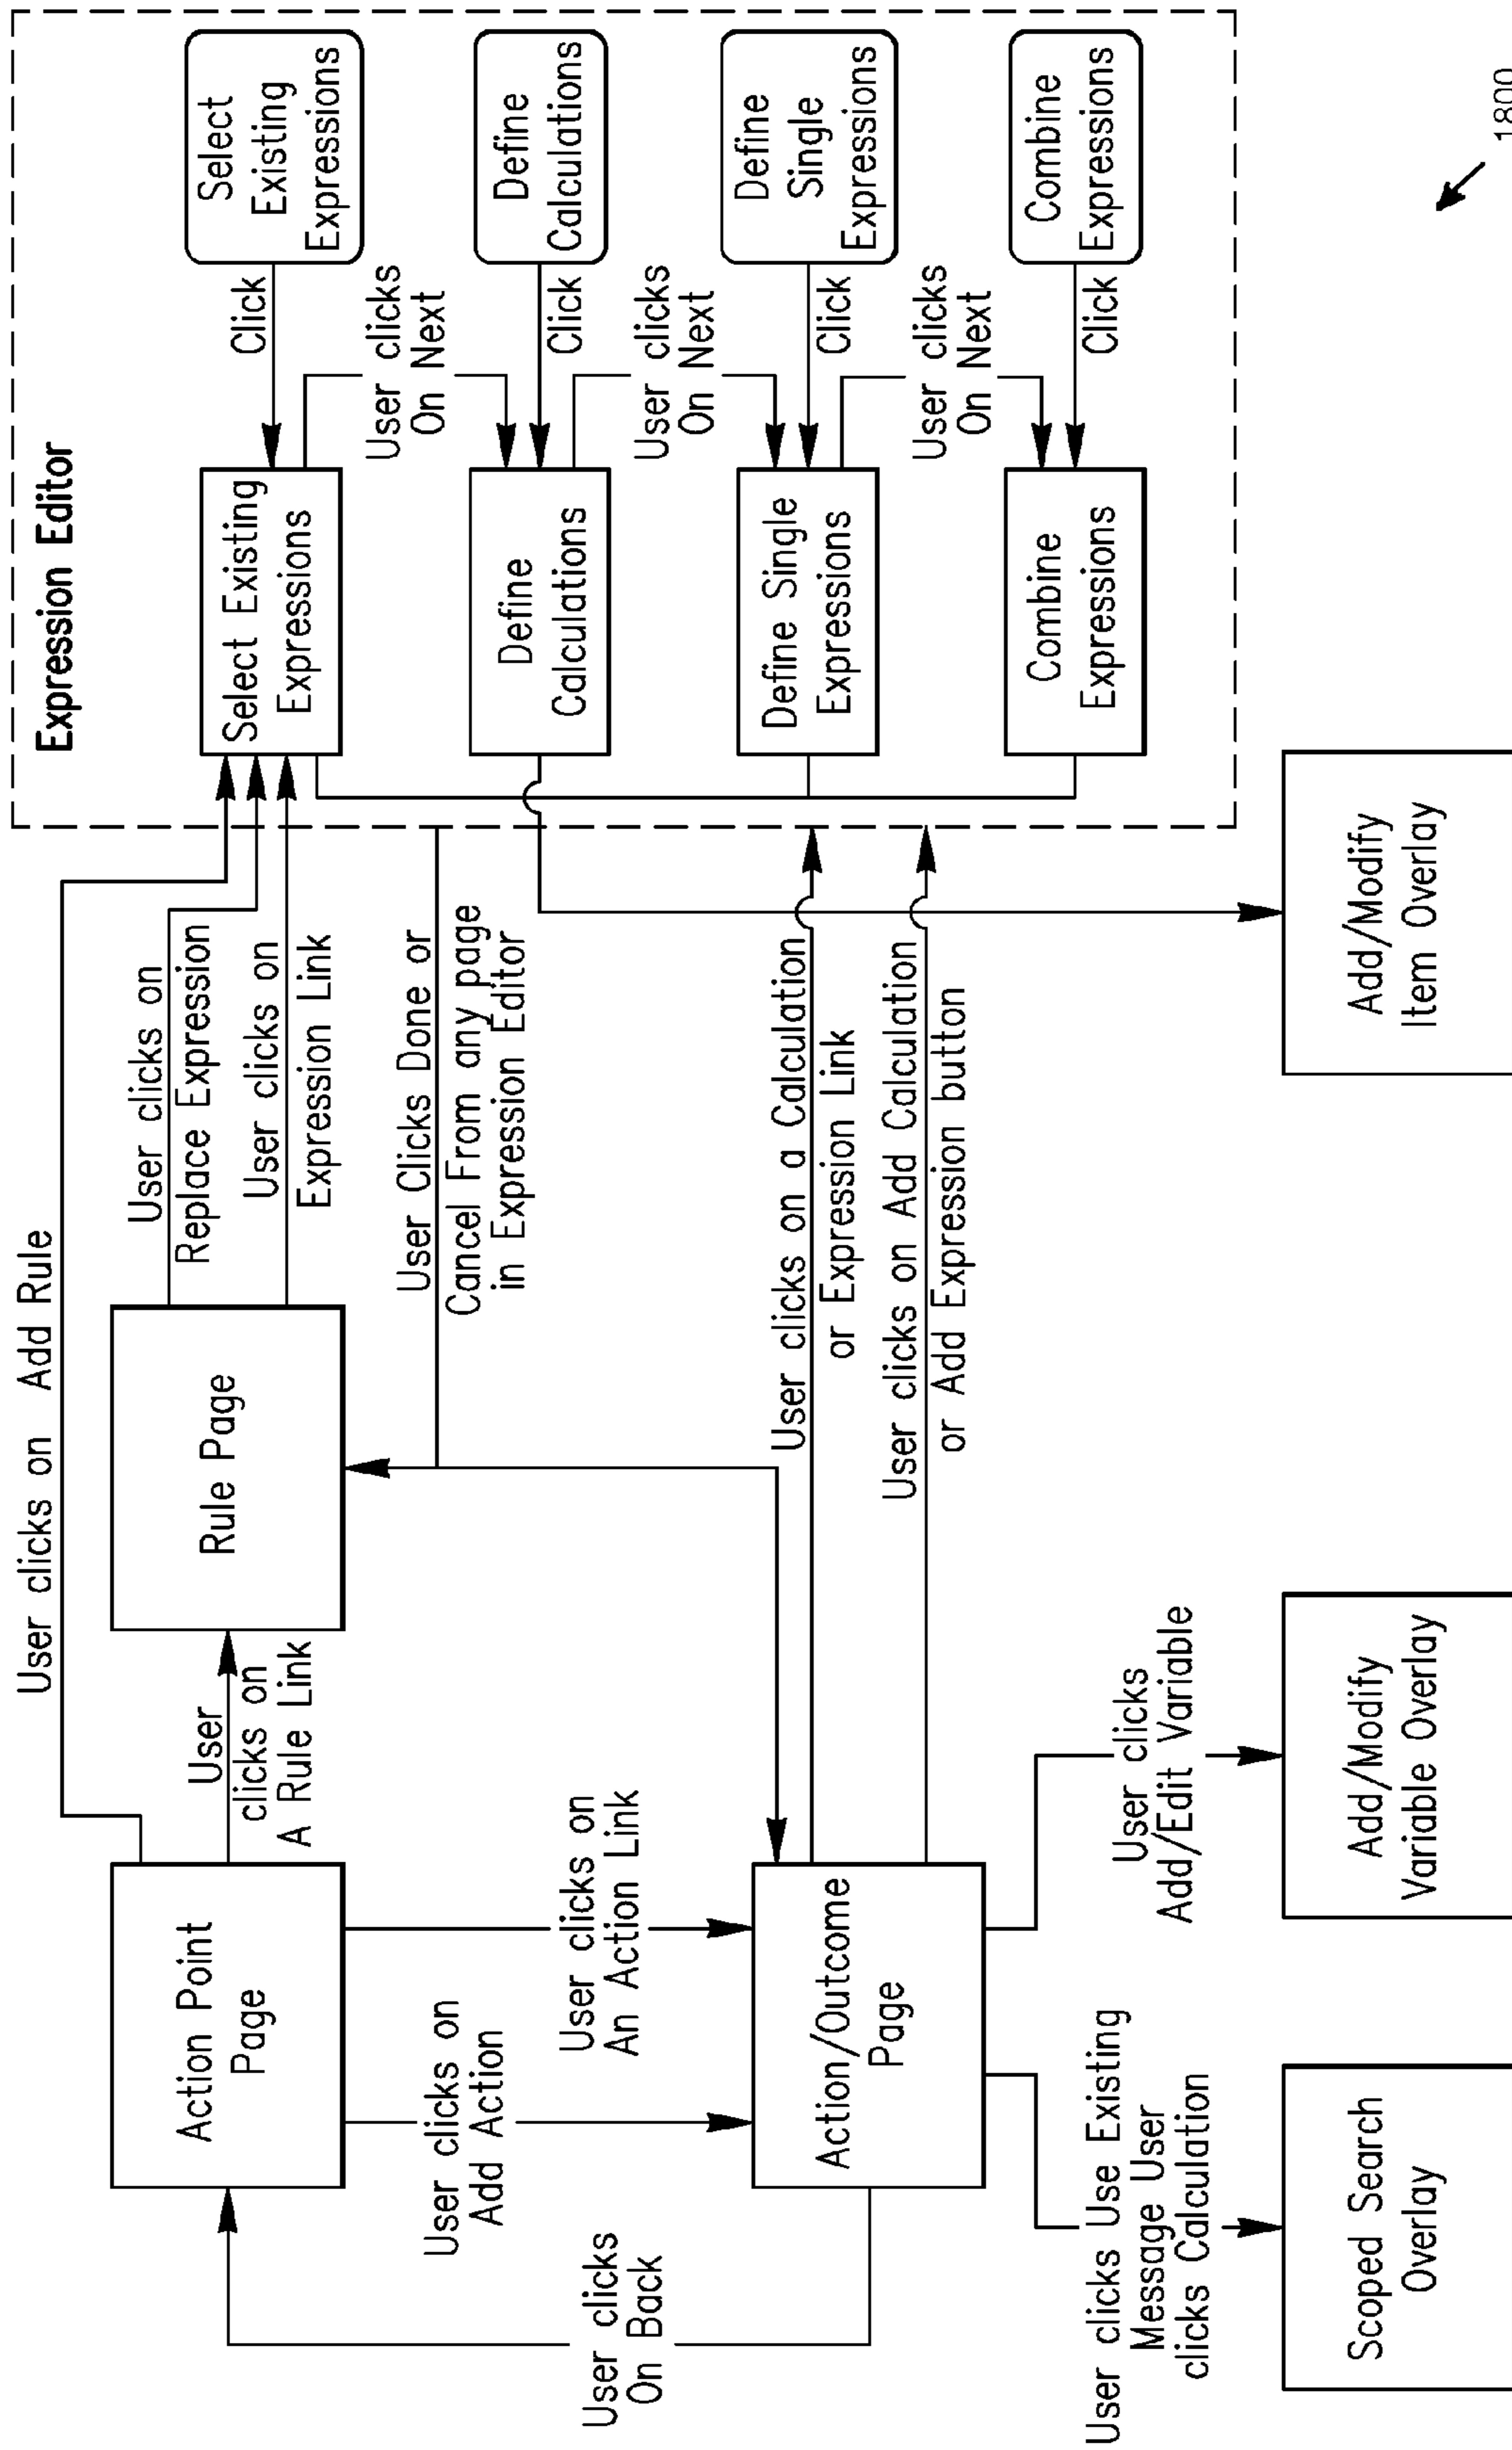 User clicks on Add Rule
Expression Editor
Action Point
Page
User
clicks on
A Rule Link
Rule Page
User clicks on
Replace Expression
User clicks on
Expression Link
Select Existing
Expressions
Click
Select
Existing
Expressions
User clicks
On Next
User Clicks Done or
Cancel From any page
in Expression Editor
Define
Calculations
Click
Define
Calculations
User clicks
On Next
User clicks on
Add Action
User clicks on
An Action Link
User clicks
On Back
Define Single
Expressions
Click
Define
Single
Expressions
User clicks
On Next
Action/Outcome
Page
User clicks on a Calculation
or Expression Link
User clicks on Add Calculation
or Add Expression button
Combine
Expressions
Click
Combine
Expressions
User clicks Use Existing
Message User
clicks Calculation
User clicks
Add/Edit Variable
Scoped Search
Overlay
Add/Modify
Variable Overlay
Add/Modify
Item Overlay
1800